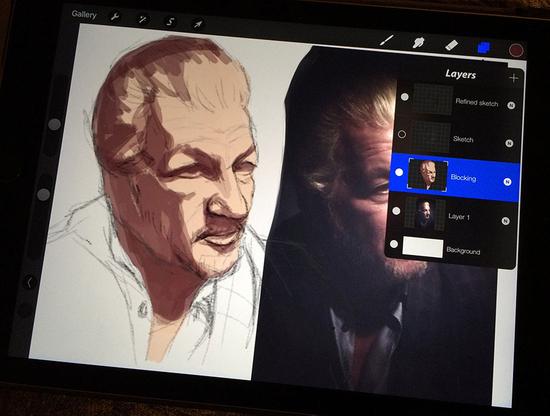 Gallery
Layers
Refined sketch
N
Sketch
N
Blocking
N
Layer 1
N
Background